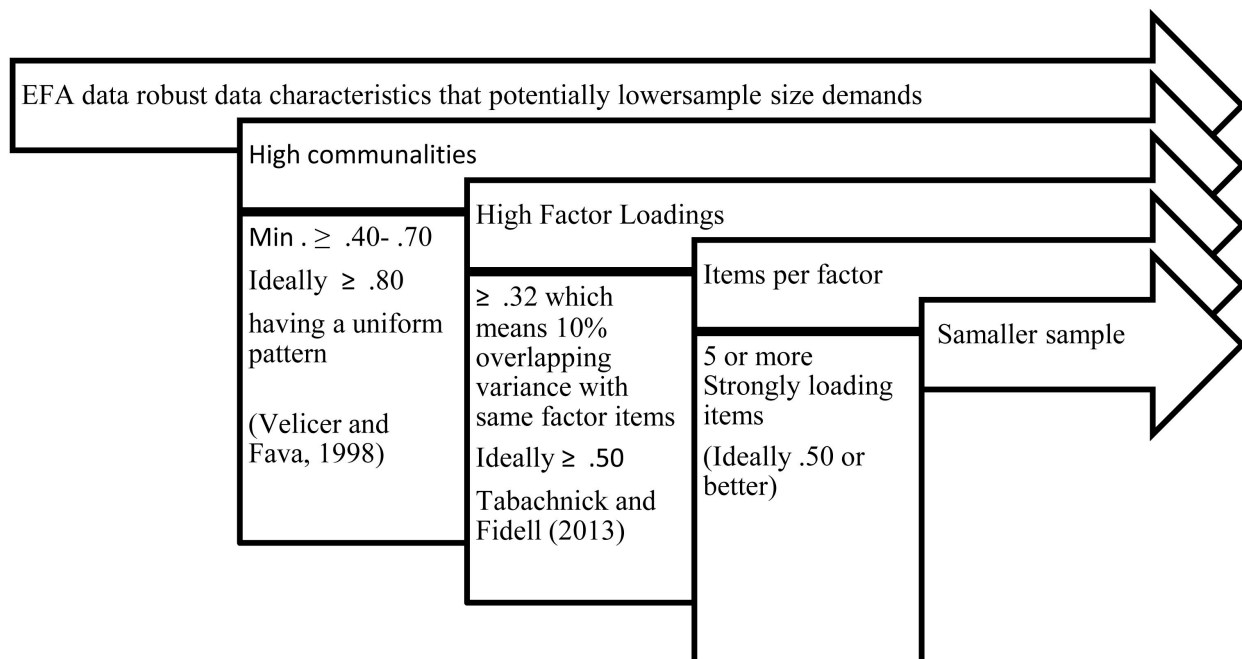 EFA data robust data characteristics that potentially lowersample size demands
High communalities
Min . ≥ .40- .70
Ideally ≥ .80
having a uniform
pattern
(Velicer and
Fava, 1998)
High Factor Loadings
≥ .32 which
means 10%
overlapping
variance with
same factor items
Ideally ≥ .50
Tabachnick and
Fidell (2013)
Items per factor
5 or more
Strongly loading
items
(Ideally .50 or
better)
Samaller sample